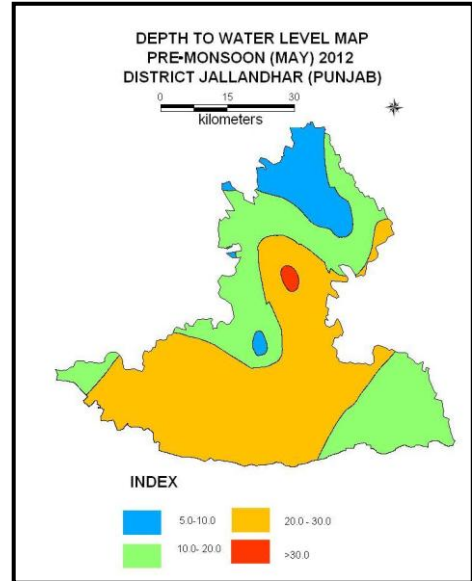 DEPTH TO WATER LEVEL MAP
PRE-MONSOON (MAY) 2012
DISTRICT JALLANDHAR (PUNJAB)
0 15 30
kilometers
INDEX
5.0-10.0 20.0 - 30.0
10.0- 20.0 >30.0